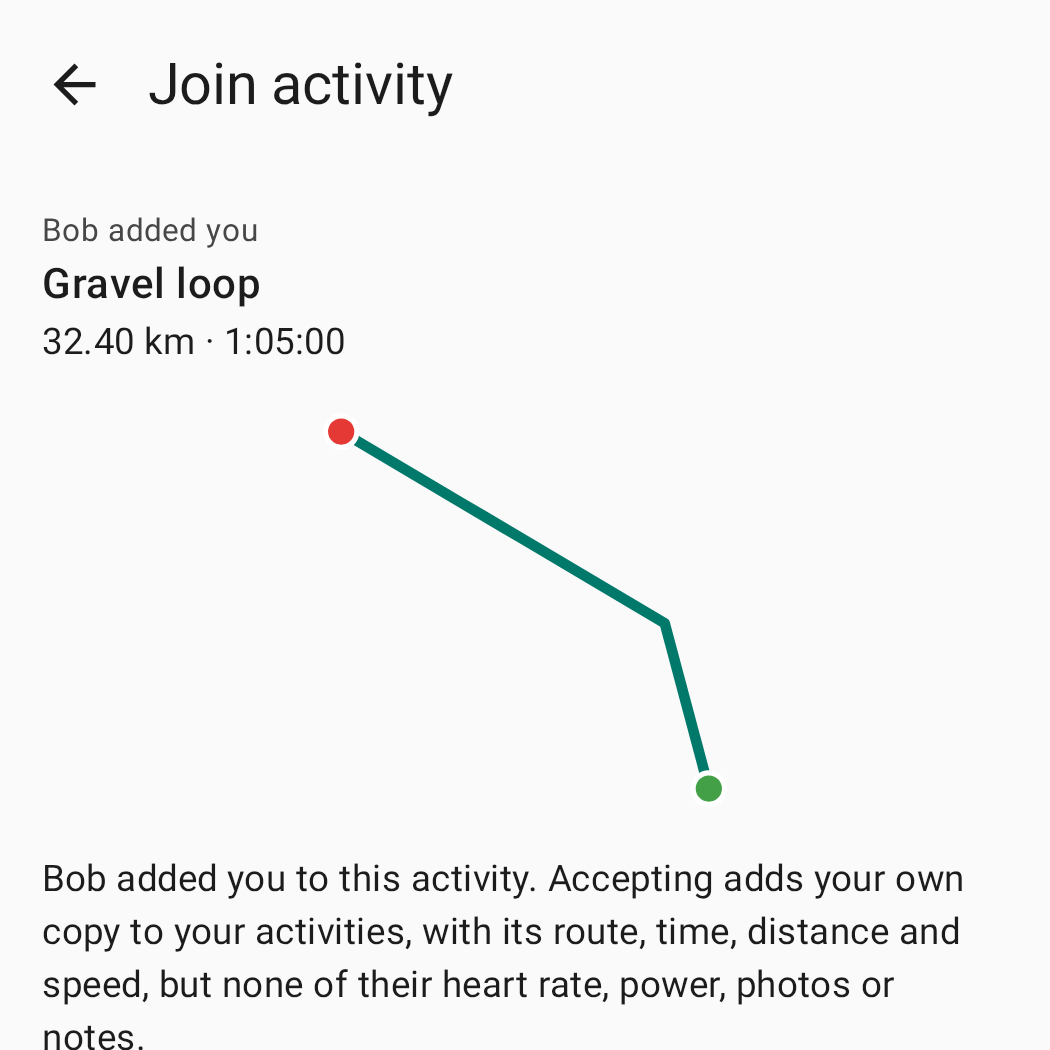 Join activity
Bob added you
Gravel loop
32.40 km · 1:05:00
Bob added you to this activity. Accepting adds your own
copy to your activities, with its route, time, distance and
speed, but none of their heart rate, power, photos or
notes.